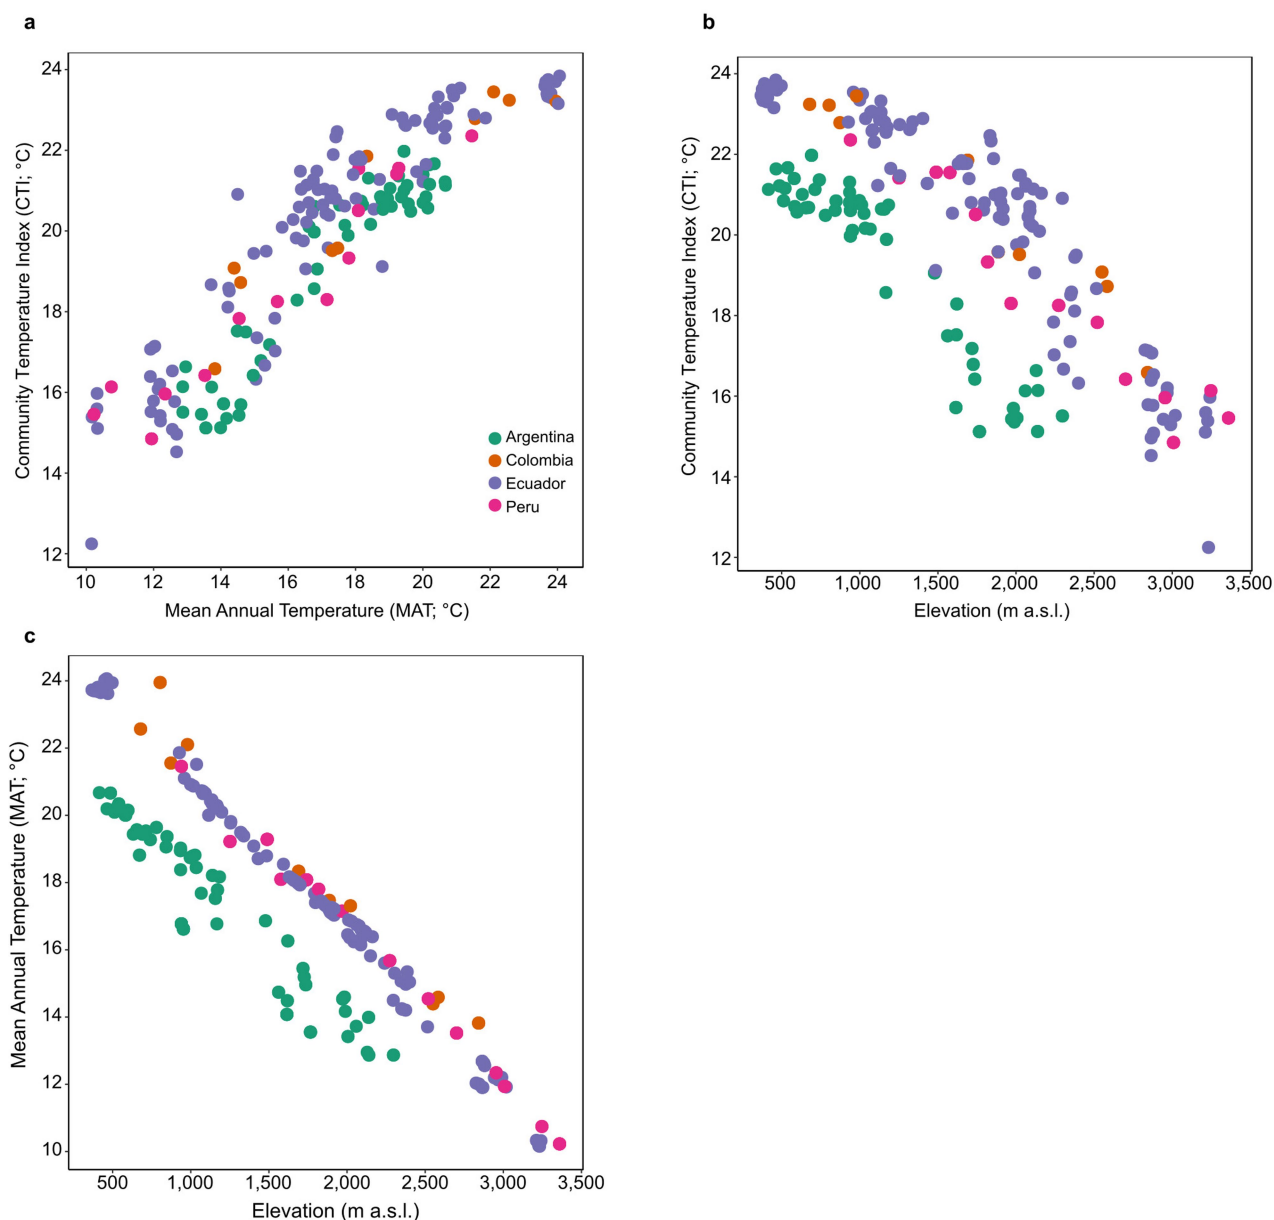 a
24
22
20
18
16
14
12
Community Temperature Index (CTI; °C)
10 12 14 16 18 20 22 24
Mean Annual Temperature (MAT; °C)
Argentina
Colombia
Ecuador
Peru
b
24
22
20
18
16
14
12
Community Temperature Index (CTI; °C)
500 1,000 1,500 2,000 2,500 3,000 3,500
Elevation (m a.s.l.)
c
24
22
20
18
16
14
12
10
Mean Annual Temperature (MAT; °C)
500 1,000 1,500 2,000 2,500 3,000 3,500
Elevation (m a.s.l.)